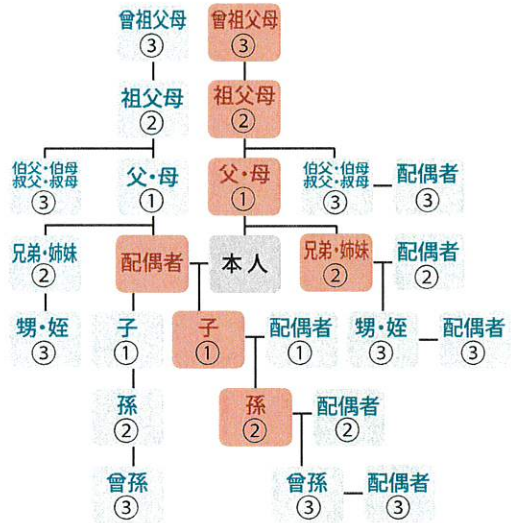 曾祖父母
③
曾祖父母
③
祖父母
②
祖父母
②
伯父・伯母
叔父・叔母
③
父・母
①
父・母
①
伯父・伯母
叔父・叔母
③
配偶者
③
兄弟・姉妹
②
配偶者
本人
兄弟・姉妹
②
配偶者
②
甥・姪
③
子
①
子
①
配偶者
①
甥・姪
③
配偶者
③
孫
②
孫
②
配偶者
②
曾孫
③
曾孫
③
配偶者
③